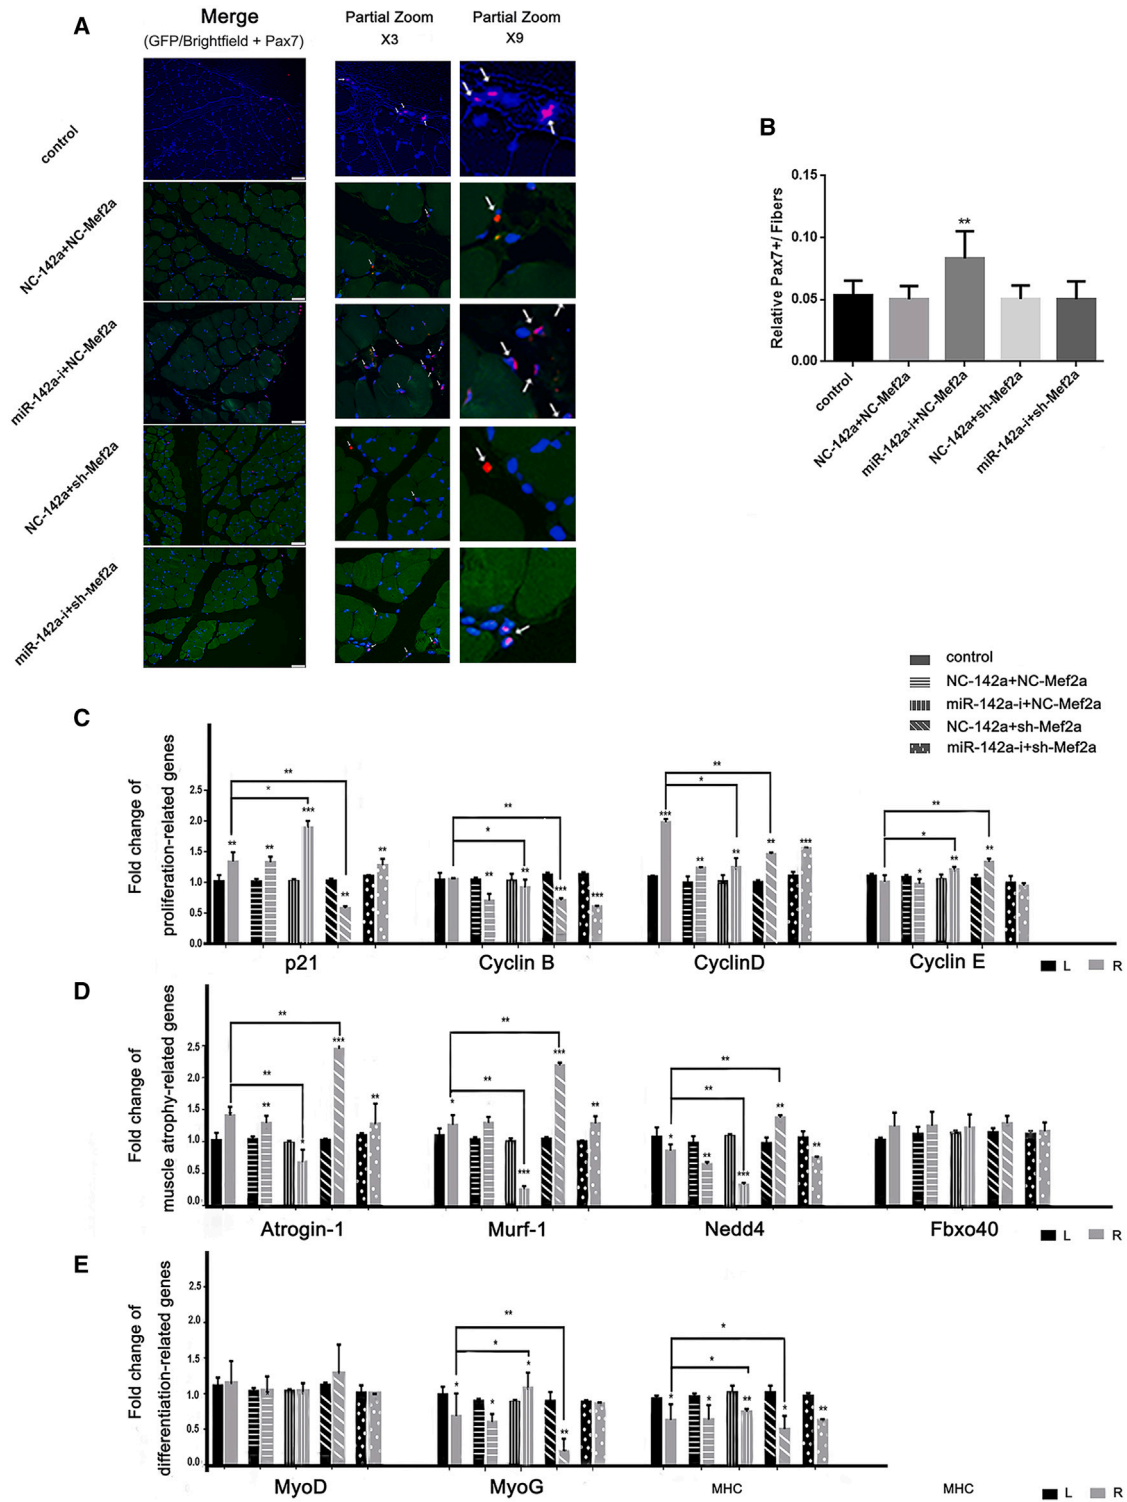 A
Merge
(GFP/Brightfield + Pax7)
Partial Zoom
X3
Partial Zoom
X9
control
NC-142a+NC-Mef2a
miR-142a-i+NC-Mef2a
NC-142a+sh-Mef2a
miR-142a-i+sh-Mef2a
B
Relative Pax7+/ Fibers
0.15
0.10
0.05
0.00
**
control
NC-142a+NC-Mef2a
miR-142a-i+NC-Mef2a
NC-142a+sh-Mef2a
miR-142a-i+sh-Mef2a
control
NC-142a+NC-Mef2a
miR-142a-i+NC-Mef2a
NC-142a+sh-Mef2a
miR-142a-i+sh-Mef2a
C
Fold change of
proliferation-related genes
2.5
2.0
1.5
1.0
0.5
0.0
** * ** ** *** ** **
** * ** ** *** ***
** * *** ** ** ** ***
** * * ** **
p21 Cyclin B CyclinD Cyclin E
L R
D
Fold change of
muscle atrophy-related genes
2.5
2.0
1.5
1.0
0.5
0.0
** ** ** * *** **
** ** * *** *** **
** ** * ** *** ** **
Atrogin-1 Murf-1 Nedd4 Fbxo40
L R
E
Fold change of
differentiation-related genes
2.5
2.0
1.5
1.0
0.5
0.0
** * * * * **
* * * * ** * **
MyoD MyoG MHC MHC
L R